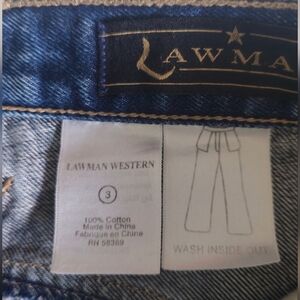 LAWMA
LAWMAN WESTERN
3
100% Cotton
Made in China
Fabriqué en Chine
RN 58369
WASH INSIDE OUT